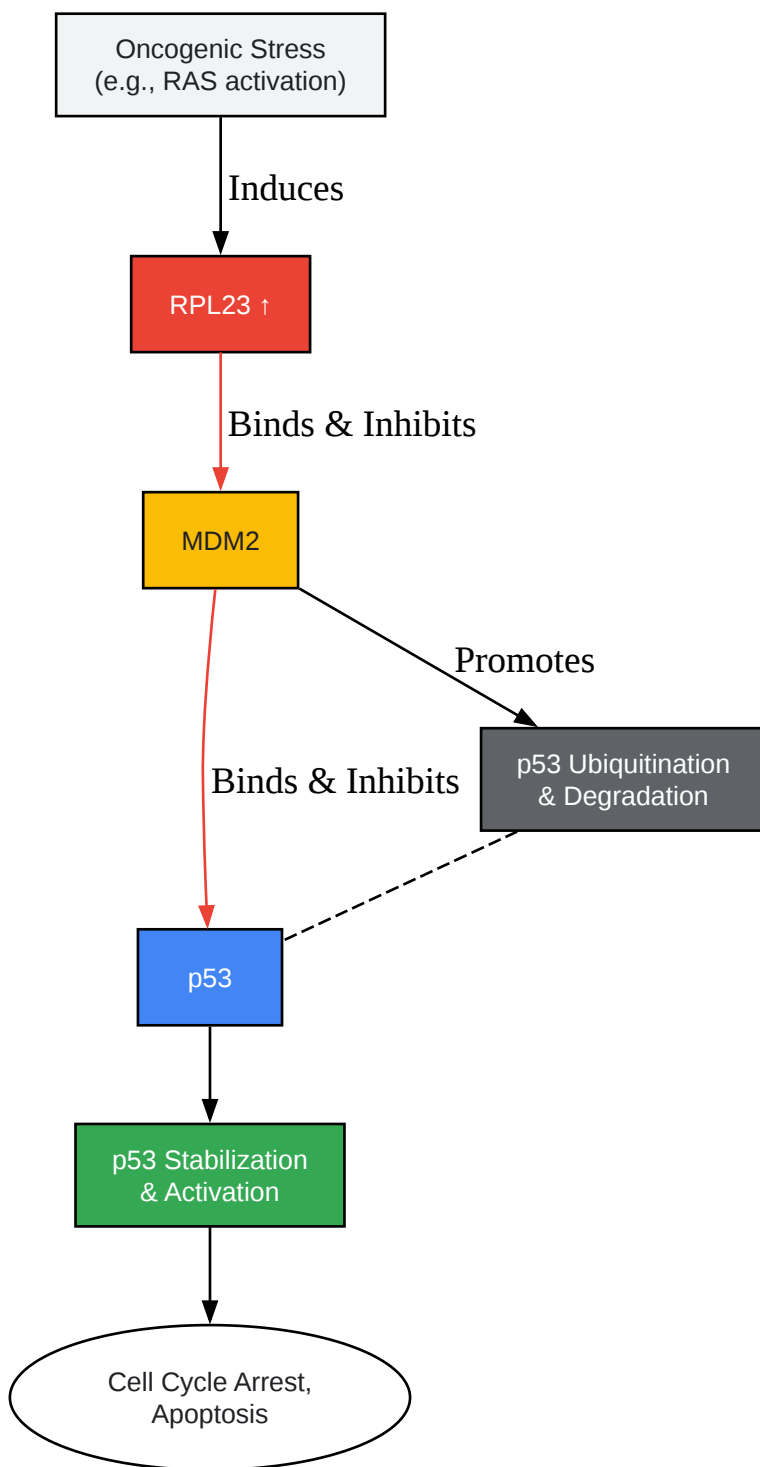 Oncogenic Stress
(e.g., RAS activation)
Induces
RPL23 ↑
Binds & Inhibits
MDM2
Promotes
p53 Ubiquitination
& Degradation
Binds & Inhibits
p53
p53 Stabilization
& Activation
Cell Cycle Arrest,
Apoptosis